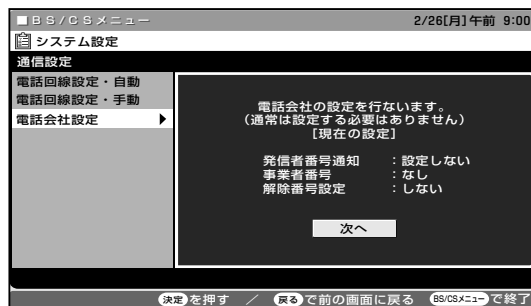 ■BS/CSメニュー 2/26[月]午前 9:00
システム設定
通信設定
電話回線設定・自動
電話回線設定・手動
電話会社設定
電話会社の設定を行ないます。
(通常は設定する必要はありません)
[現在の設定]
発信者番号通知 :設定しない
事業者番号 :なし
解除番号設定 :しない
次へ
決定を押す / 戻るで前の画面に戻る BS/CSメニューで終了